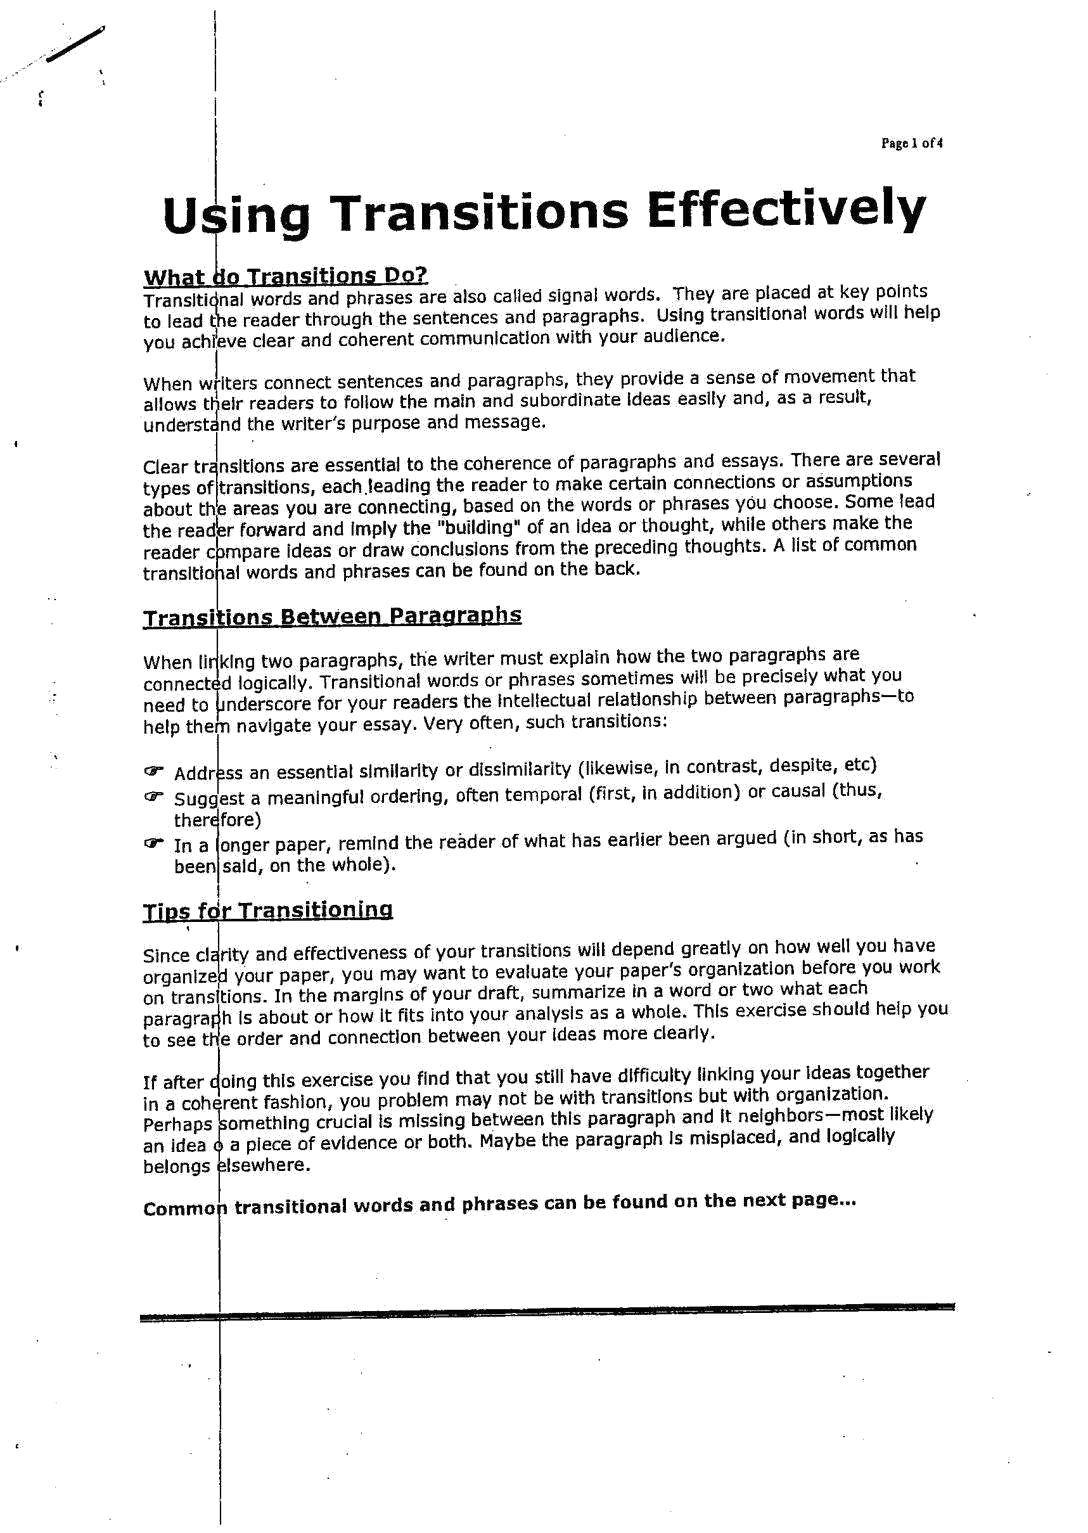 Page 1 of 4
Using Transitions Effectively
What do Transitions Do?
Transitional words and phrases are also called signal words. They are placed at key points
to lead the reader through the sentences and paragraphs. Using transitional words will help
you achieve clear and coherent communication with your audience.
When writers connect sentences and paragraphs, they provide a sense of movement that
allows their readers to follow the main and subordinate ideas easily and, as a result,
understand the writer's purpose and message.
Clear transitions are essential to the coherence of paragraphs and essays. There are several
types of transitions, each leading the reader to make certain connections or assumptions
about the areas you are connecting, based on the words or phrases you choose. Some lead
the reader forward and imply the "building" of an idea or thought, while others make the
reader compare ideas or draw conclusions from the preceding thoughts. A list of common
transitional words and phrases can be found on the back.
Transitions Between Paragraphs
When linking two paragraphs, the writer must explain how the two paragraphs are
connected logically. Transitional words or phrases sometimes will be precisely what you
need to underscore for your readers the intellectual relationship between paragraphs—to
help them navigate your essay. Very often, such transitions:
☞ Address an essential similarity or dissimilarity (likewise, in contrast, despite, etc)
☞ Suggest a meaningful ordering, often temporal (first, in addition) or causal (thus,
therefore)
☞ In a longer paper, remind the reader of what has earlier been argued (in short, as has
been said, on the whole).
Tips for Transitioning
Since clarity and effectiveness of your transitions will depend greatly on how well you have
organized your paper, you may want to evaluate your paper's organization before you work
on transitions. In the margins of your draft, summarize in a word or two what each
paragraph is about or how it fits into your analysis as a whole. This exercise should help you
to see the order and connection between your ideas more clearly.
If after doing this exercise you find that you still have difficulty linking your ideas together
in a coherent fashion, you problem may not be with transitions but with organization.
Perhaps something crucial is missing between this paragraph and it neighbors—most likely
an idea o a piece of evidence or both. Maybe the paragraph is misplaced, and logically
belongs elsewhere.
Common transitional words and phrases can be found on the next page...